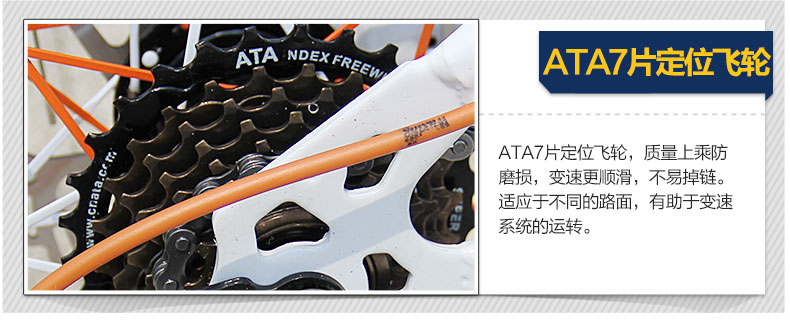 ATA7片定位飞轮
ATA NDEX FREEW
www.cnata.com
ATA7片定位飞轮，质量上乘防
磨损，变速更顺滑，不易掉链。
适应于不同的路面，有助于变速
系统的运转。